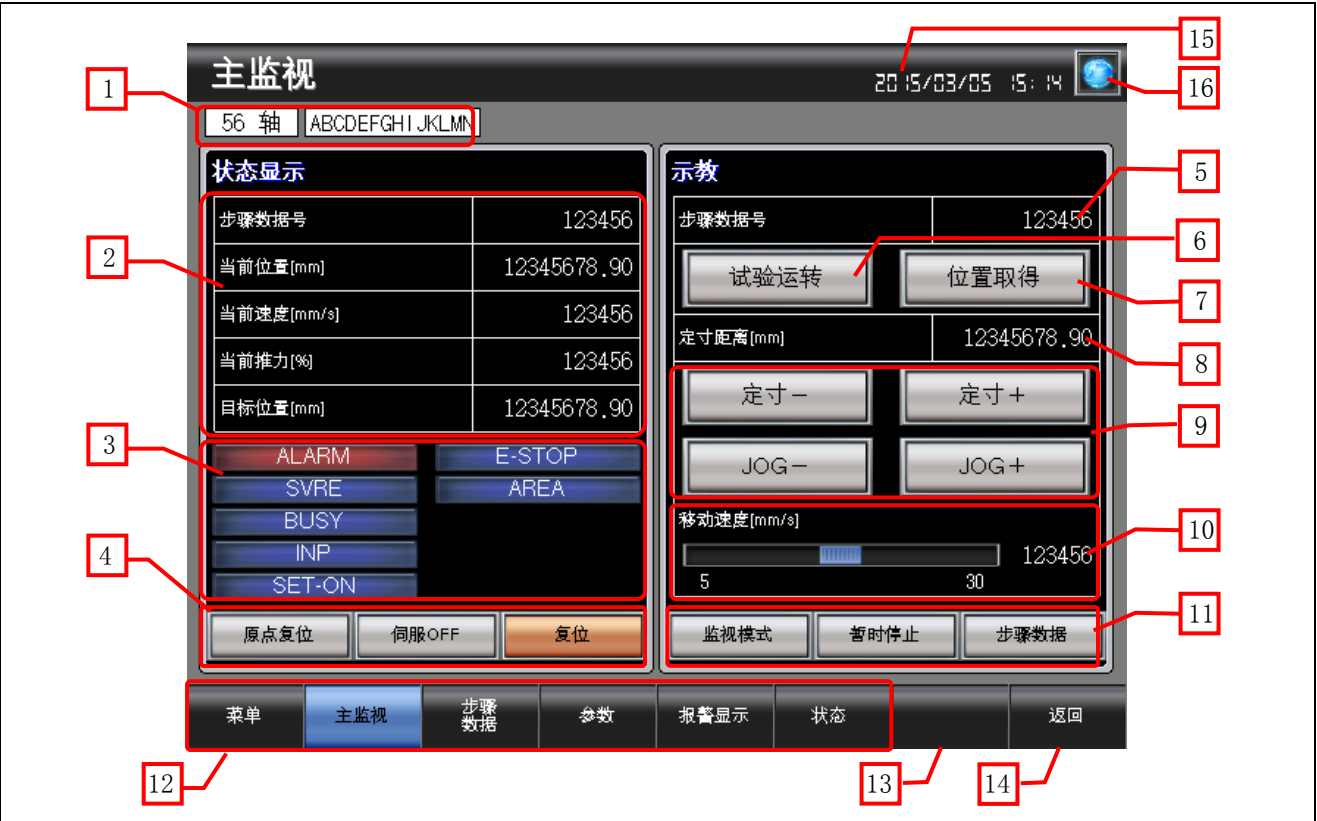 15
主监视
2015/03/05 15:14
16
1
56 轴 ABCDEFGHIJKLMN
状态显示
步骤数据号 123456
当前位置[mm] 12345678.90
当前速度[mm/s] 123456
当前推力[%] 123456
目标位置[mm] 12345678.90
2
ALARM E-STOP
SVRE AREA
BUSY
INP
SET-ON
3
原点复位 伺服OFF 复位
4
示教
步骤数据号 123456
5
试验运转 位置取得
6
7
定寸距离[mm] 12345678.90
8
定寸－ 定寸＋
JOG－ JOG＋
9
移动速度[mm/s]
123456
5 30
10
监视模式 暂时停止 步骤数据
11
菜单 主监视 步骤 参数 报警显示 状态 返回
数据
12 13 14